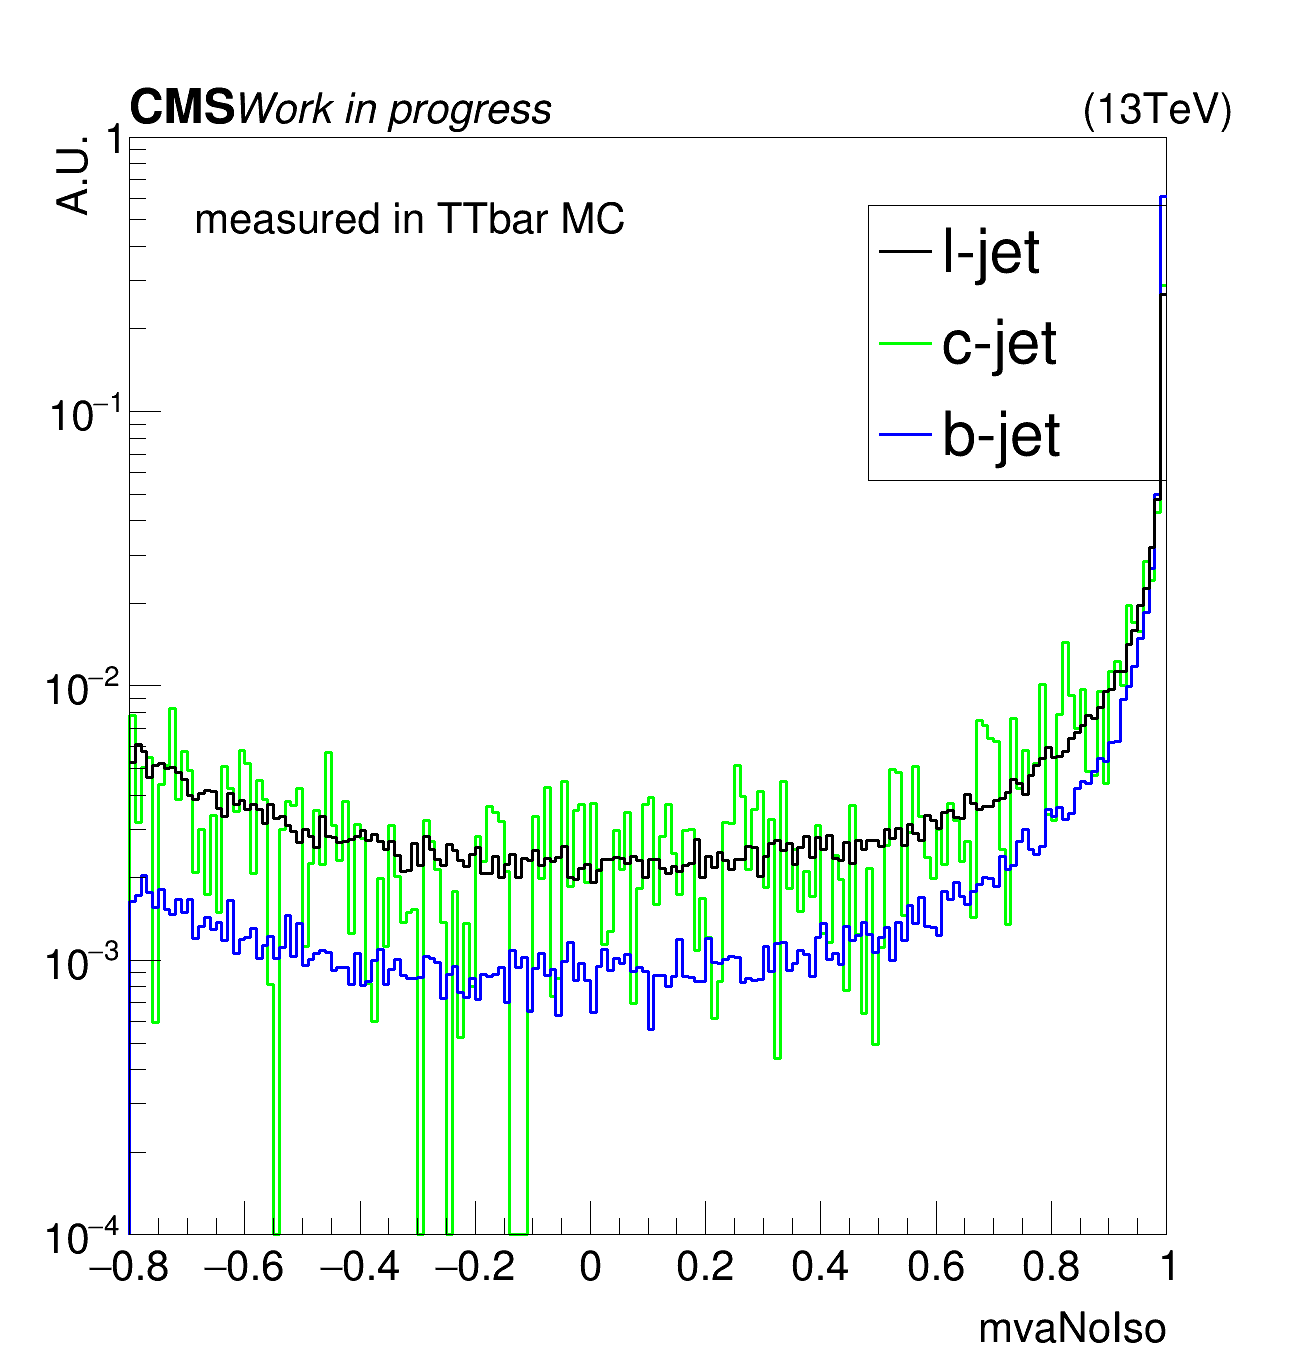 CMS Work in progress (13TeV)
A.U.
measured in TTbar MC
l-jet
c-jet
b-jet
1
10⁻¹
10⁻²
10⁻³
10⁻⁴
−0.8 −0.6 −0.4 −0.2 0 0.2 0.4 0.6 0.8 1
mvaNoIso